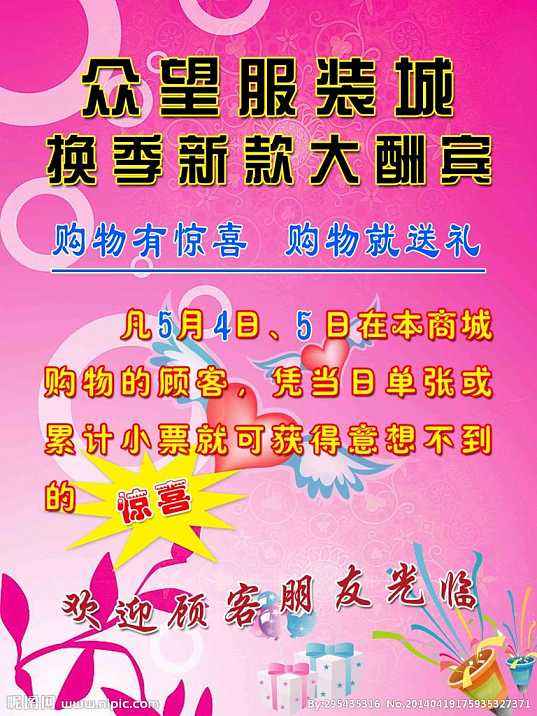 众望服装城
换季新款大酬宾
购物有惊喜 购物就送礼
凡5月4日、5日在本商城
购物的顾客，凭当日单张或
累计小票就可获得意想不到
的 惊喜
欢迎顾客朋友光临
昵图网 www.nipic.com
By:295435316 No.20140419175935327371